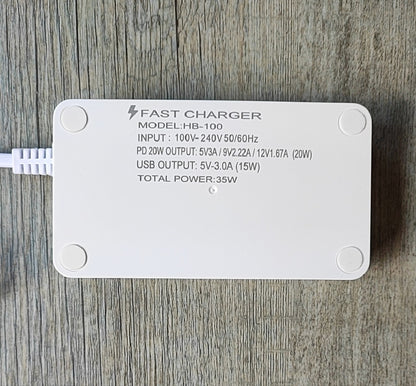 FAST CHARGER
MODEL:HB-100
INPUT : 100V~ 240V 50/60Hz
PD 20W OUTPUT: 5V3A / 9V2.22A / 12V1.67A (20W)
USB OUTPUT: 5V-3.0A (15W)
TOTAL POWER:35W